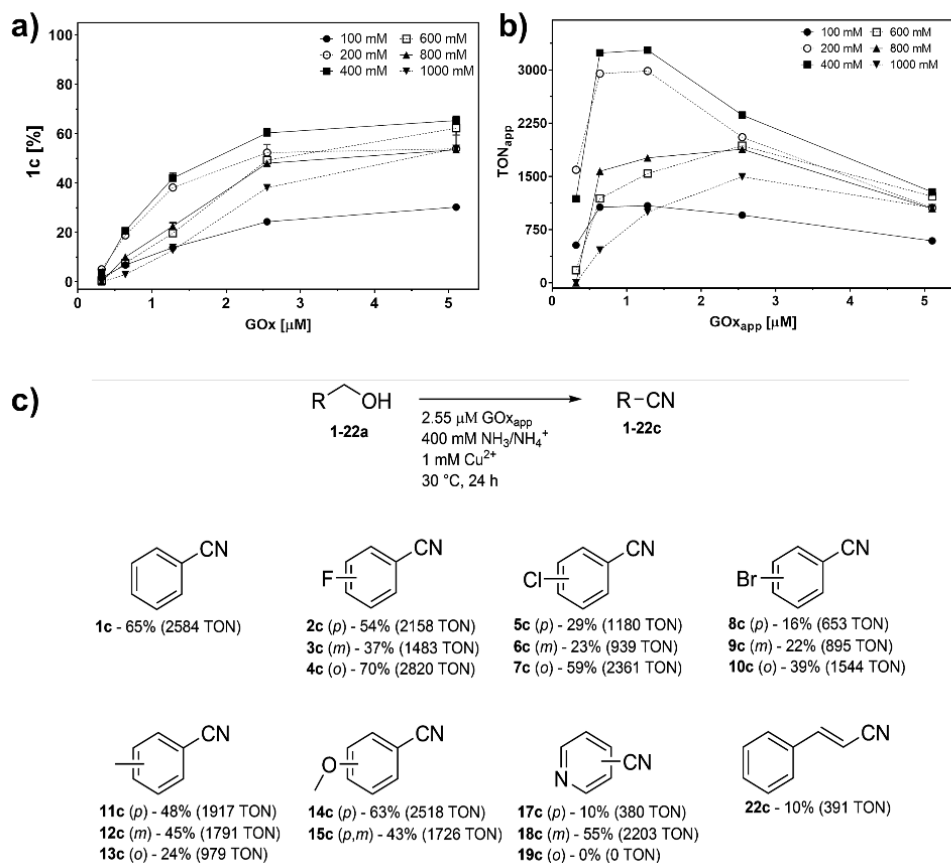 a)
100 mM
200 mM
400 mM
600 mM
800 mM
1000 mM
1c [%]
100
80
60
40
20
0
0
1
2
3
4
5
GOx [µM]
b)
100 mM
200 mM
400 mM
600 mM
800 mM
1000 mM
TONapp
3000
2250
1500
750
0
0
1
2
3
4
5
GOxapp [µM]
c)
R
OH
1-22a
2.55 µM GOxapp
400 mM NH3/NH4+
1 mM Cu2+
30 °C, 24 h
R-CN
1-22c
CN
1c - 65% (2584 TON)
F
CN
2c (p) - 54% (2158 TON)
3c (m) - 37% (1483 TON)
4c (o) - 70% (2820 TON)
Cl
CN
5c (p) - 29% (1180 TON)
6c (m) - 23% (939 TON)
7c (o) - 59% (2361 TON)
Br
CN
8c (p) - 16% (653 TON)
9c (m) - 22% (895 TON)
10c (o) - 39% (1544 TON)
CN
11c (p) - 48% (1917 TON)
12c (m) - 45% (1791 TON)
13c (o) - 24% (979 TON)
O
CN
14c (p) - 63% (2518 TON)
15c (p,m) - 43% (1726 TON)
N
CN
17c (p) - 10% (380 TON)
18c (m) - 55% (2203 TON)
19c (o) - 0% (0 TON)
CN
22c - 10% (391 TON)